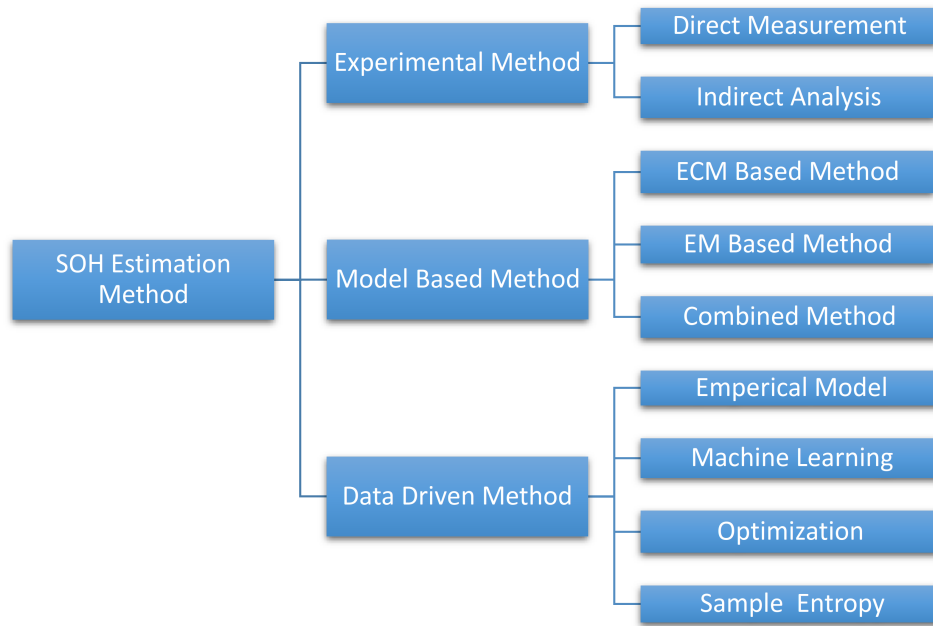 SOH Estimation
Method
Experimental Method
Direct Measurement
Indirect Analysis
Model Based Method
ECM Based Method
EM Based Method
Combined Method
Data Driven Method
Emperical Model
Machine Learning
Optimization
Sample Entropy